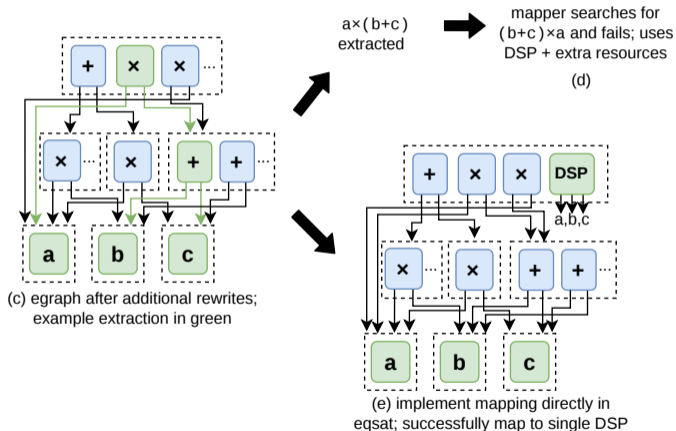 a×(b+c)
extracted
mapper searches for
(b+c)×a and fails; uses
DSP + extra resources
(d)
+ × × ...
× ... × + + ...
a b c
(c) egraph after additional rewrites;
example extraction in green
+ × × DSP
a,b,c
× ... × + + ...
a b c
(e) implement mapping directly in
eqsat; successfully map to single DSP